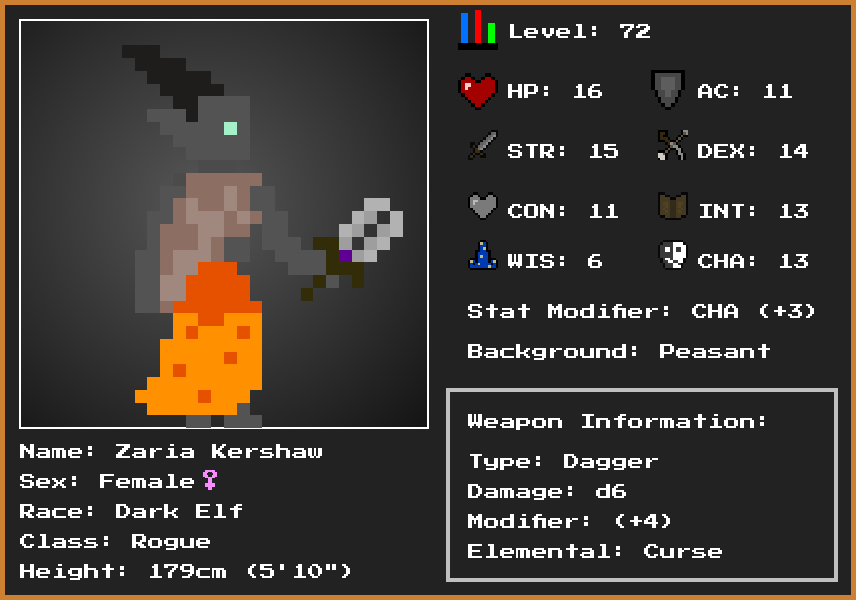 Level: 72
HP: 16
AC: 11
STR: 15
DEX: 14
CON: 11
INT: 13
WIS: 6
CHA: 13
Stat Modifier: CHA (+3)
Background: Peasant
Weapon Information:
Type: Dagger
Damage: d6
Modifier: (+4)
Elemental: Curse
Name: Zaria Kershaw
Sex: Female♀
Race: Dark Elf
Class: Rogue
Height: 179cm (5'10")